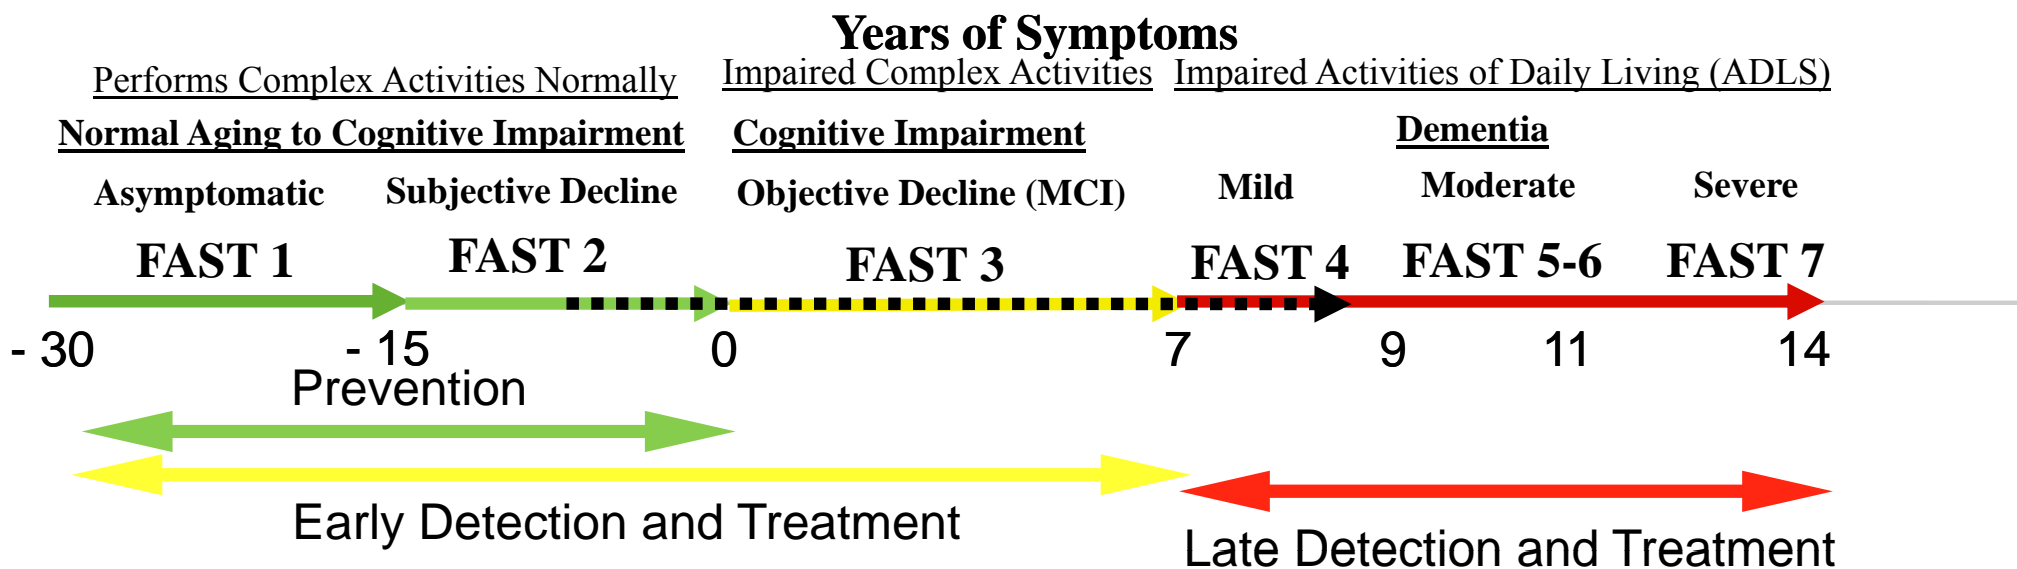 Years of Symptoms
Performs Complex Activities Normally Impaired Complex Activities Impaired Activities of Daily Living (ADLS)
Normal Aging to Cognitive Impairment Cognitive Impairment Dementia
Asymptomatic Subjective Decline Objective Decline (MCI) Mild Moderate Severe
FAST 1 FAST 2 FAST 3 FAST 4 FAST 5-6 FAST 7
- 30 - 15 0 7 9 11 14
Prevention
Early Detection and Treatment
Late Detection and Treatment